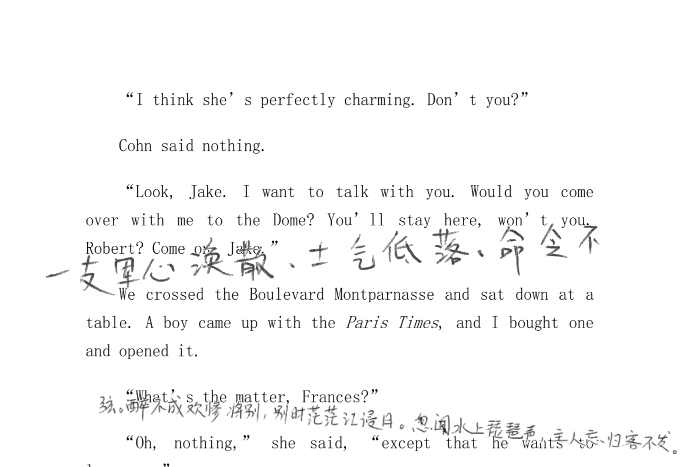 “I think she’s perfectly charming. Don’t you?”
Cohn said nothing.
“Look, Jake. I want to talk with you. Would you come
over with me to the Dome? You’ll stay here, won’t you,
Robert? Come on, Jake.”
一支军心涣散、士气低落、命令不
We crossed the Boulevard Montparnasse and sat down at a
table. A boy came up with the Paris Times, and I bought one
and opened it.
“What’s the matter, Frances?”
弦。醉不成欢惨将别,别时茫茫江浸月。忽闻水上琵琶声,主人忘归客不发。
“Oh, nothing,” she said, “except that he wants to